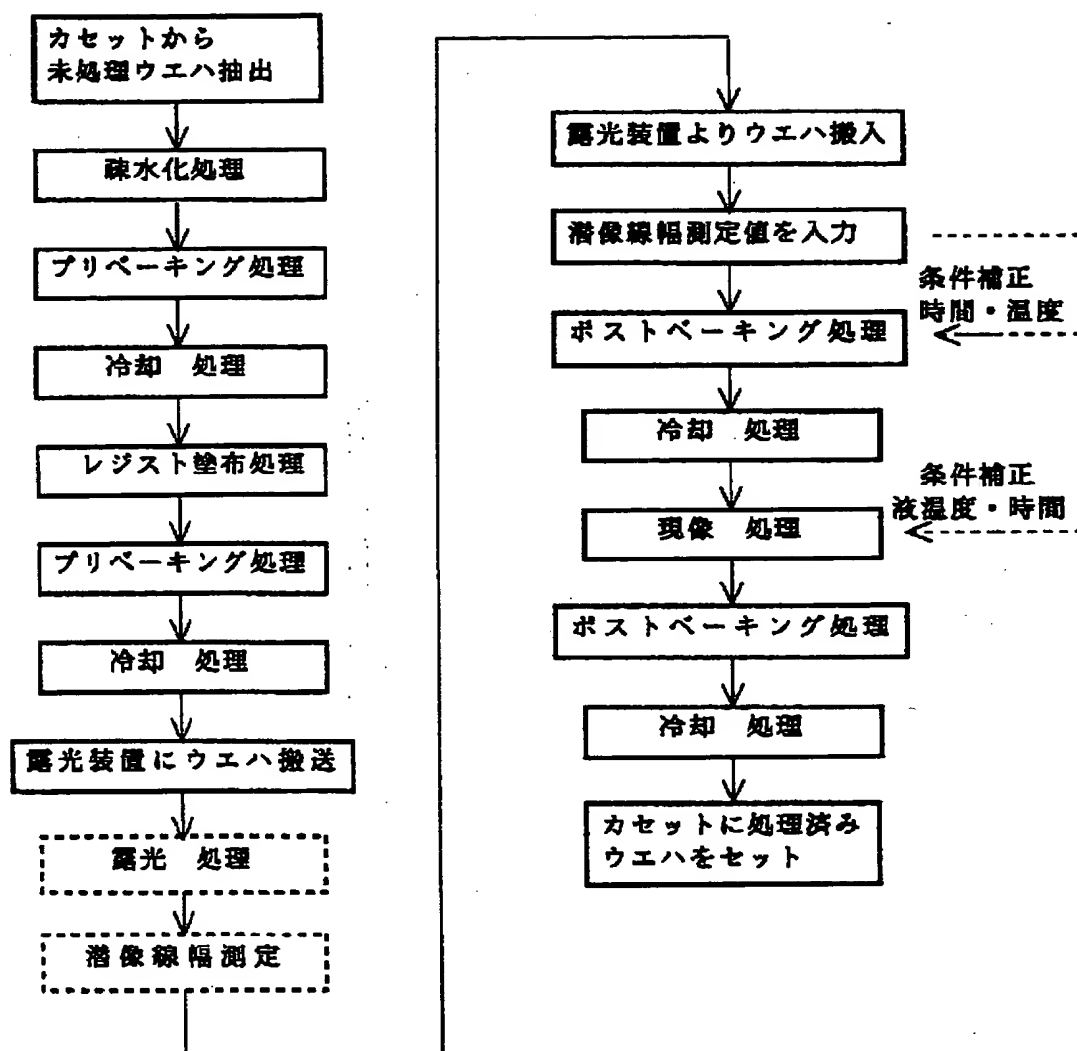 カセットから
未処理ウエハ抽出
疎水化処理
プリベーキング処理
冷却 処理
レジスト塗布処理
プリベーキング処理
冷却 処理
露光装置にウエハ搬送
露光 処理
潜像線幅測定
露光装置よりウエハ搬入
潜像線幅測定値を入力
条件補正
時間・温度
ポストベーキング処理
冷却 処理
条件補正
液温度・時間
現像 処理
ポストベーキング処理
冷却 処理
カセットに処理済み
ウエハをセット